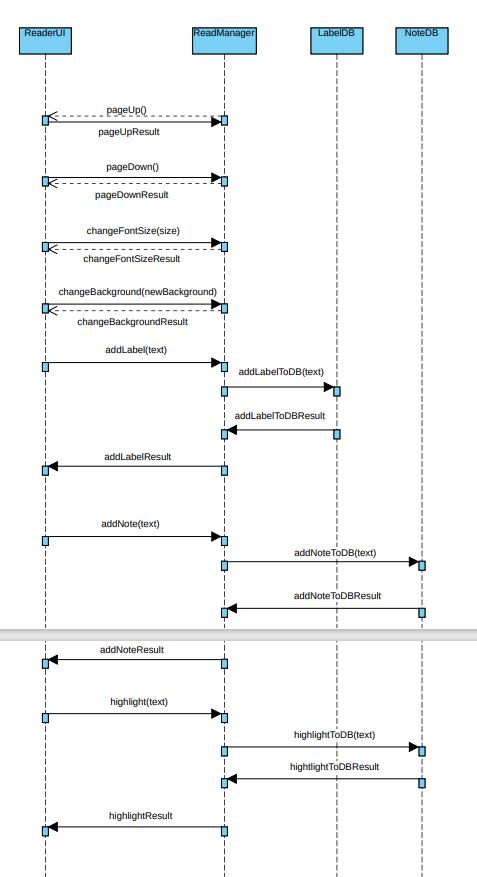 ReaderUI
ReadManager
LabelDB
NoteDB
pageUp()
pageUpResult
pageDown()
pageDownResult
changeFontSize(size)
changeFontSizeResult
changeBackground(newBackground)
changeBackgroundResult
addLabel(text)
addLabelToDB(text)
addLabelToDBResult
addLabelResult
addNote(text)
addNoteToDB(text)
addNoteToDBResult
addNoteResult
highlight(text)
highlightToDB(text)
hightlightToDBResult
highlightResult